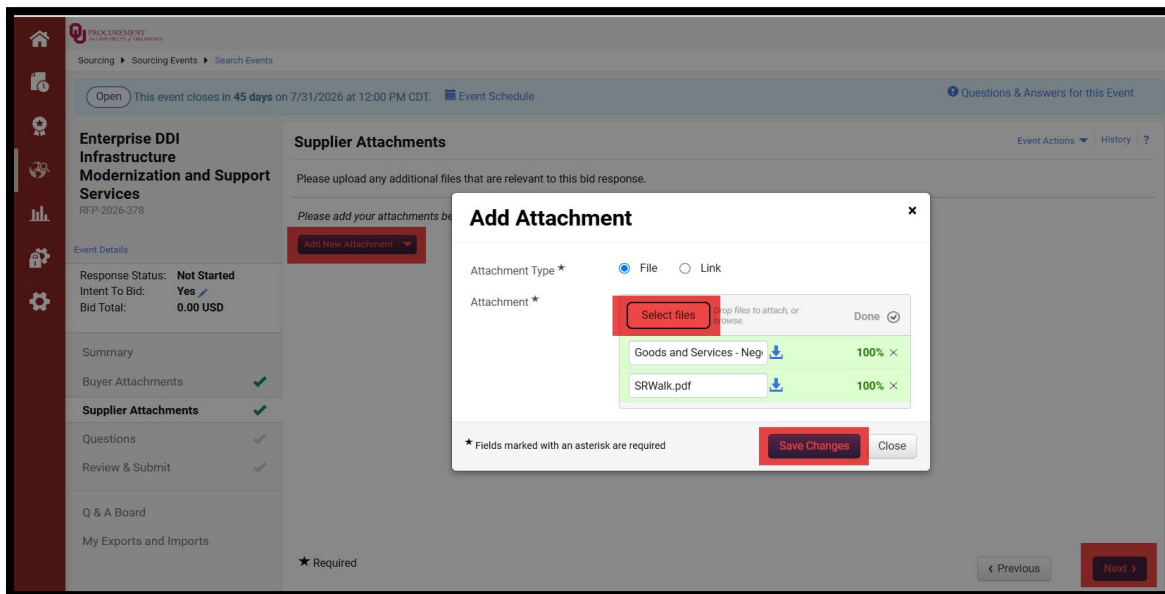 PROCUREMENT
The UNIVERSITY of OKLAHOMA
Sourcing ▸ Sourcing Events ▸ Search Events
Open This event closes in 45 days on 7/31/2026 at 12:00 PM CDT. Event Schedule
Questions & Answers for this Event
Enterprise DDI
Infrastructure
Modernization and Support
Services
RFP-2026-378
Event Details
Response Status: Not Started
Intent To Bid: Yes
Bid Total: 0.00 USD
Summary
Buyer Attachments
Supplier Attachments
Questions
Review & Submit
Q & A Board
My Exports and Imports
Supplier Attachments
Event Actions History ?
Please upload any additional files that are relevant to this bid response.
Please add your attachments be
Add New Attachment
Add Attachment ×
Attachment Type ★ File Link
Attachment ★
Select files
Drop files to attach, or
browse.
Done
Goods and Services - Neg 100% ×
SRWalk.pdf 100% ×
★ Fields marked with an asterisk are required
Save Changes Close
★ Required
‹ Previous Next ›